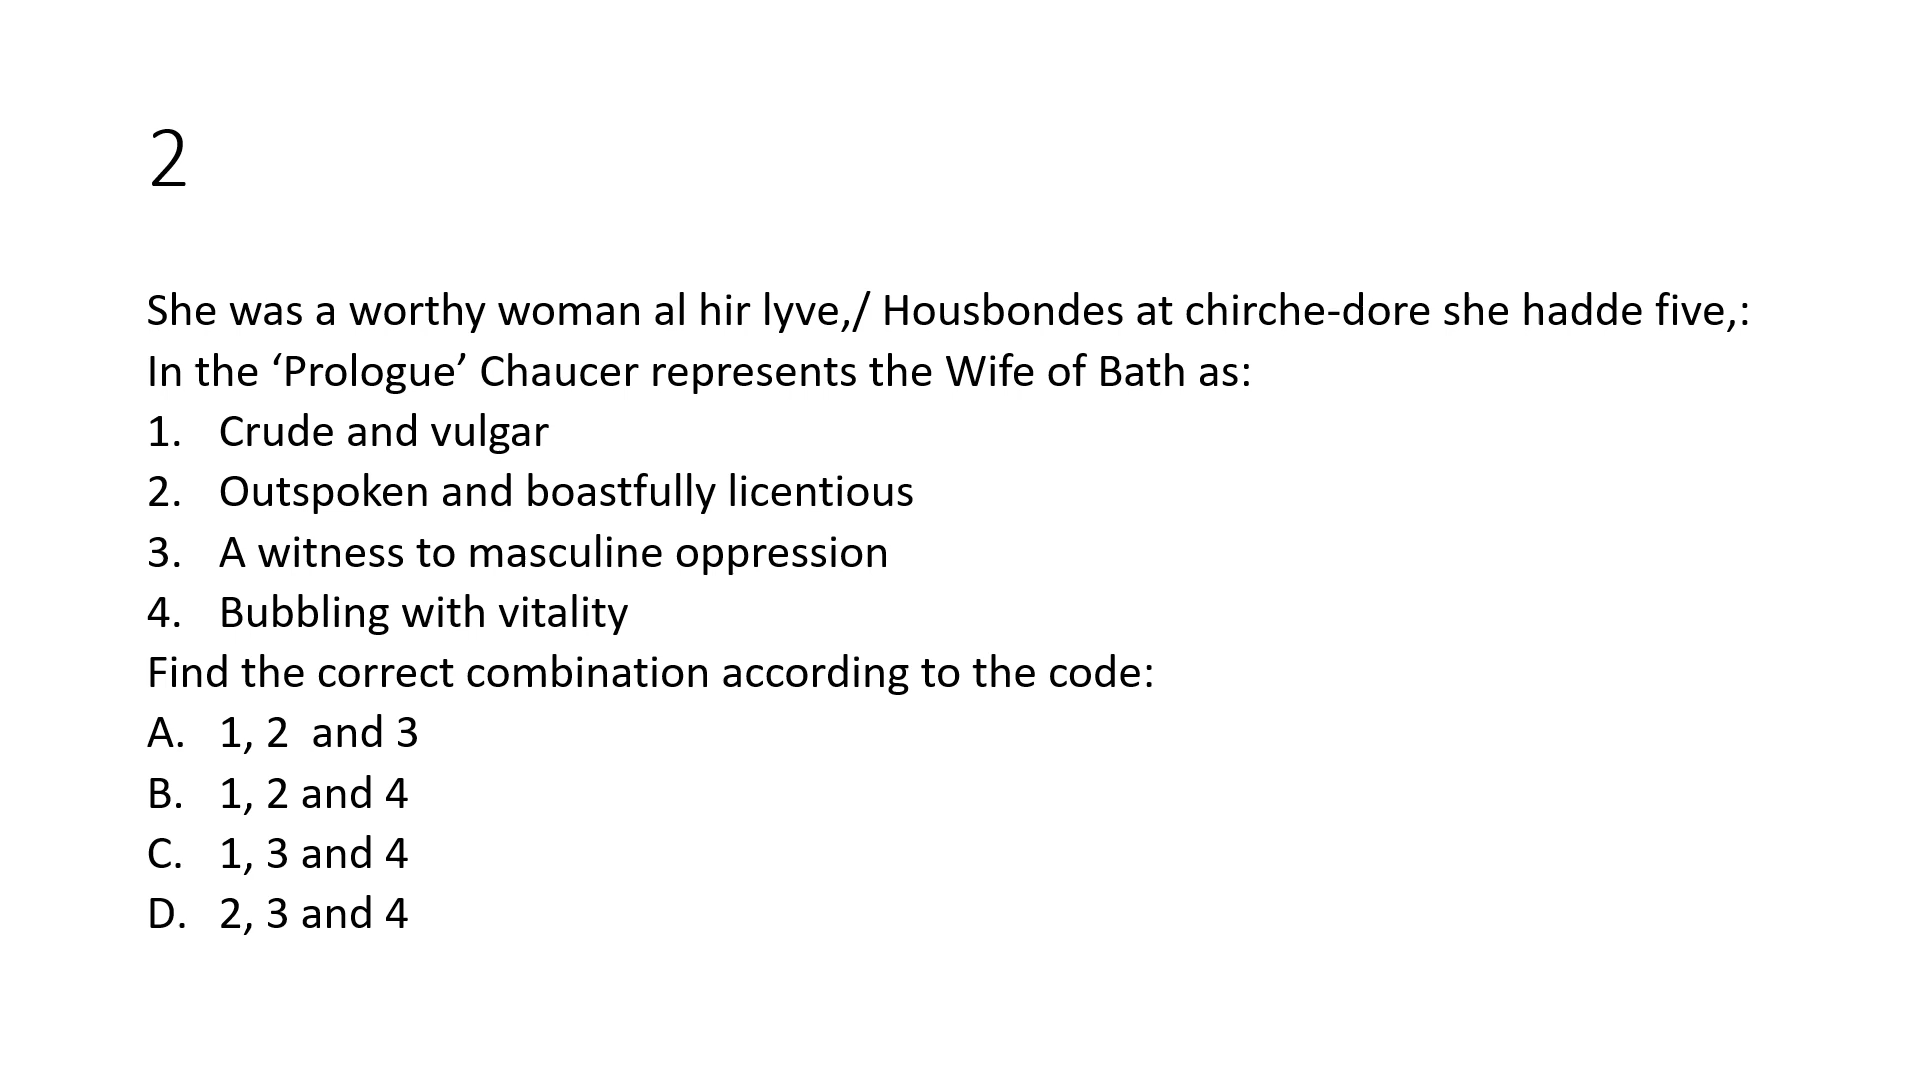 2
She was a worthy woman al hir lyve,/ Housbondes at chirche-dore she hadde five,:
In the ‘Prologue’ Chaucer represents the Wife of Bath as:
1. Crude and vulgar
2. Outspoken and boastfully licentious
3. A witness to masculine oppression
4. Bubbling with vitality
Find the correct combination according to the code:
A. 1, 2  and 3
B. 1, 2 and 4
C. 1, 3 and 4
D. 2, 3 and 4